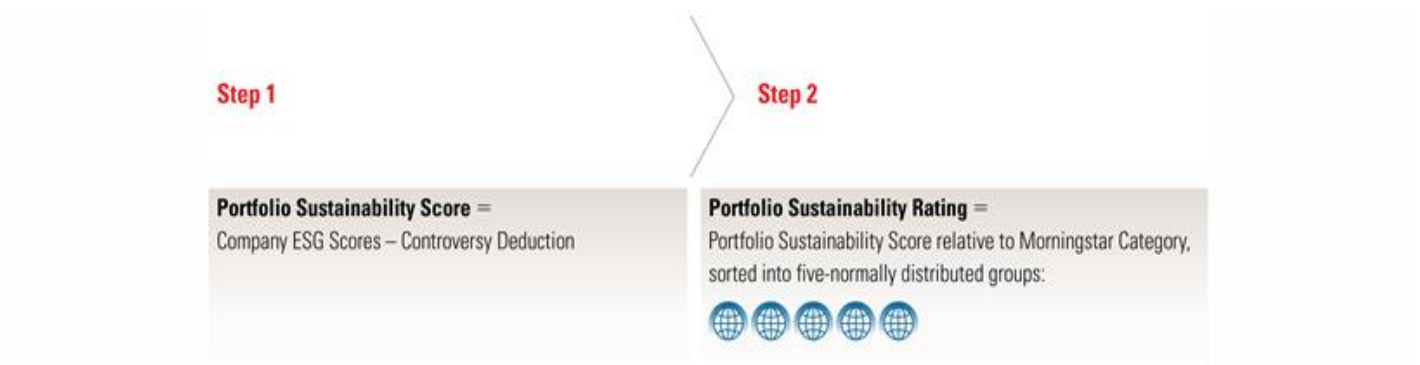 Step 1
Step 2
Portfolio Sustainability Score =
Company ESG Scores – Controversy Deduction
Portfolio Sustainability Rating =
Portfolio Sustainability Score relative to Morningstar Category,
sorted into five-normally distributed groups: